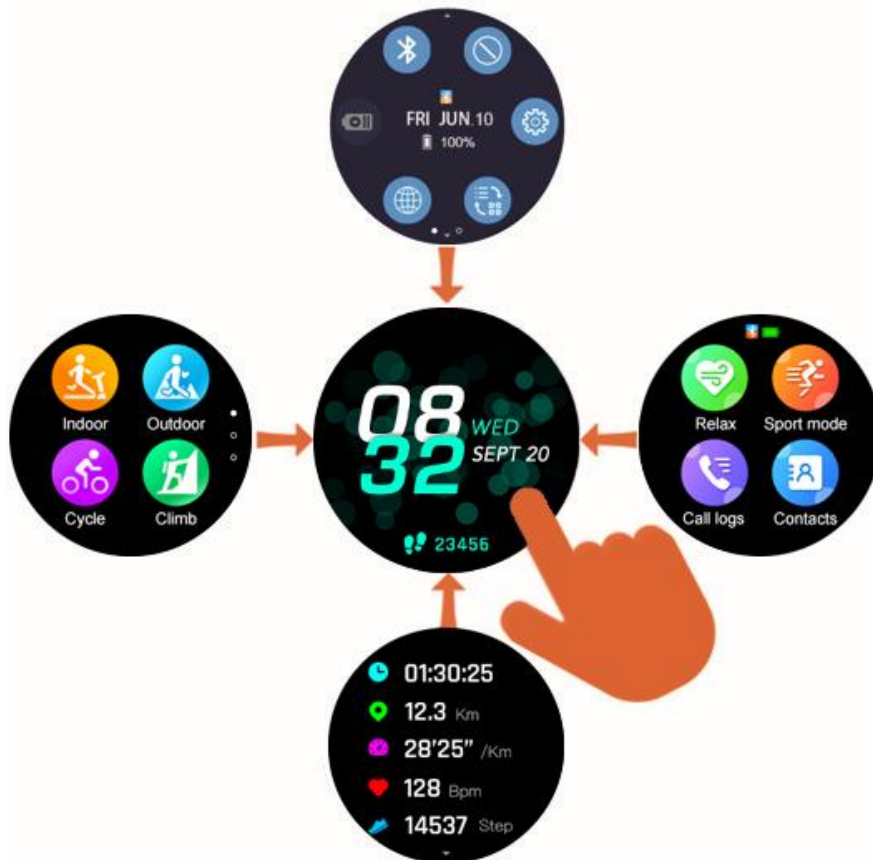 FRI JUN.10
100%
Indoor Outdoor
Cycle Climb
08
32
WED
SEPT 20
23456
Relax Sport mode
Call logs Contacts
01:30:25
12.3 Km
28'25" /Km
128 Bpm
14537 Step